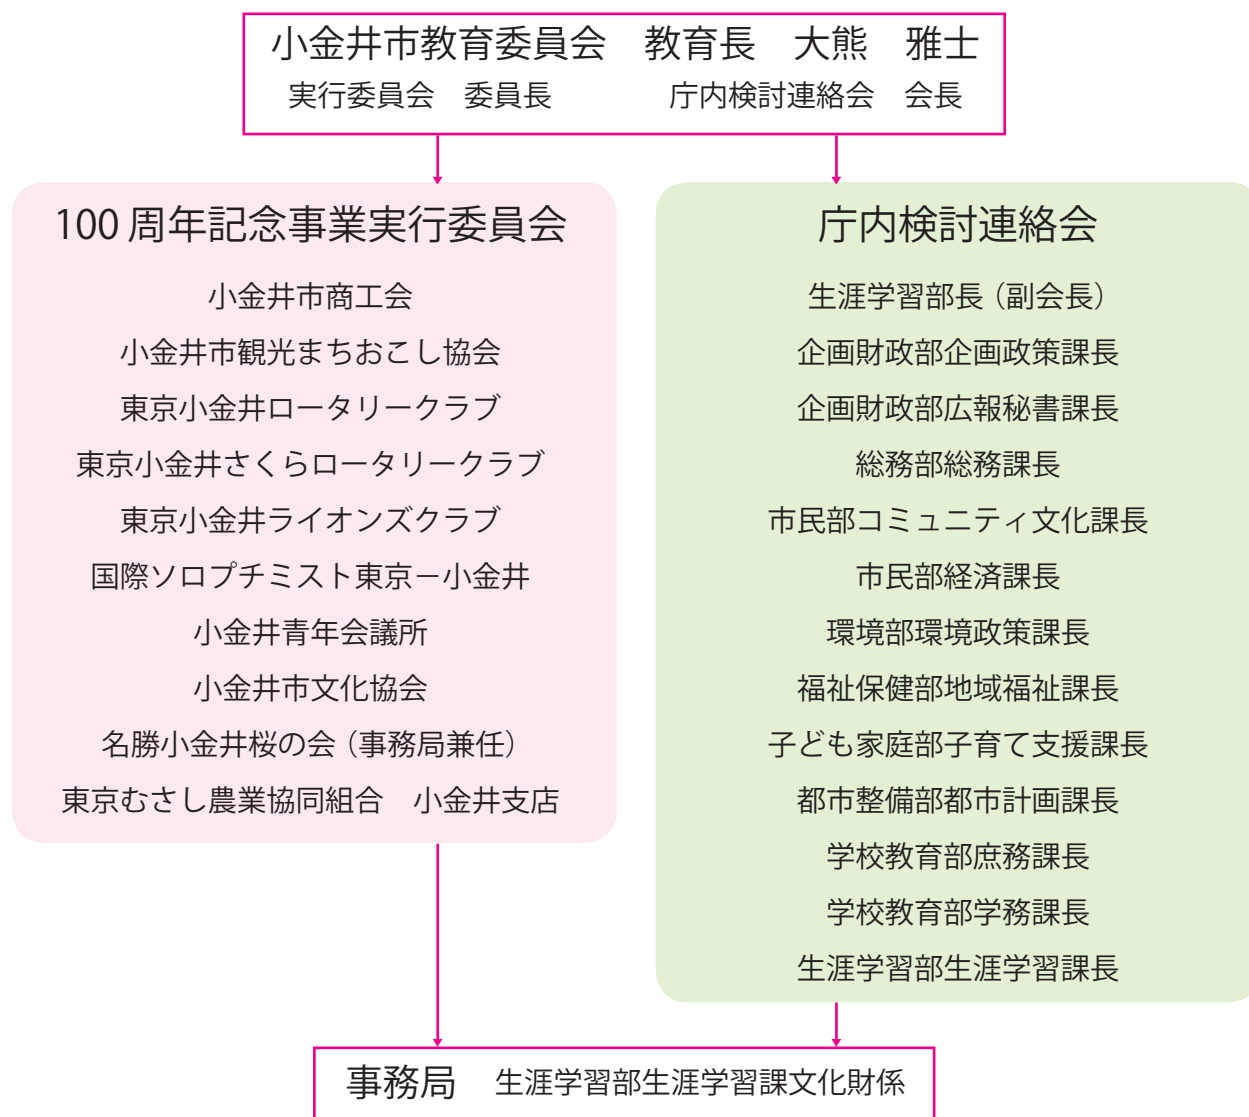 小金井市教育委員会　教育長　大熊　雅士
実行委員会　委員長　　　　庁内検討連絡会　会長
100 周年記念事業実行委員会
小金井市商工会
小金井市観光まちおこし協会
東京小金井ロータリークラブ
東京小金井さくらロータリークラブ
東京小金井ライオンズクラブ
国際ソロプチミスト東京－小金井
小金井青年会議所
小金井市文化協会
名勝小金井桜の会（事務局兼任）
東京むさし農業協同組合　小金井支店
庁内検討連絡会
生涯学習部長（副会長）
企画財政部企画政策課長
企画財政部広報秘書課長
総務部総務課長
市民部コミュニティ文化課長
市民部経済課長
環境部環境政策課長
福祉保健部地域福祉課長
子ども家庭部子育て支援課長
都市整備部都市計画課長
学校教育部庶務課長
学校教育部学務課長
生涯学習部生涯学習課長
事務局　生涯学習部生涯学習課文化財係